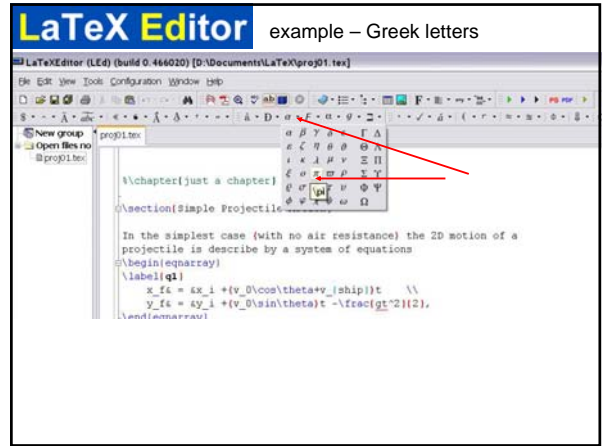 LaTeX Editor example – Greek letters
LaTeXEditor (LEd) (build 0.466020) [D:\Documents\LaTeX\proj01.tex]
File Edit View Tools Configuration Window Help
New group
Open files no
proj01.tex
proj01.tex
α β γ δ ϵ Γ Δ
ε ζ η θ ϑ Θ Λ
ι κ λ μ ν Ξ Π
ξ o π ϖ ρ Σ Υ
ϱ σ τ υ Φ Ψ
ϕ φ χ ψ ω Ω
\pi
%\chapter{just a chapter}
\section{Simple Projectile
In the simplest case (with no air resistance) the 2D motion of a
projectile is describe by a system of equations
\begin{eqnarray}
\label{q1}
x_f& = &x_i +(v_0\cos\theta+v_{ship})t \\
y_f& = &y_i +(v_0\sin\theta)t -\frac{gt^2}{2},
\end{eqnarray}